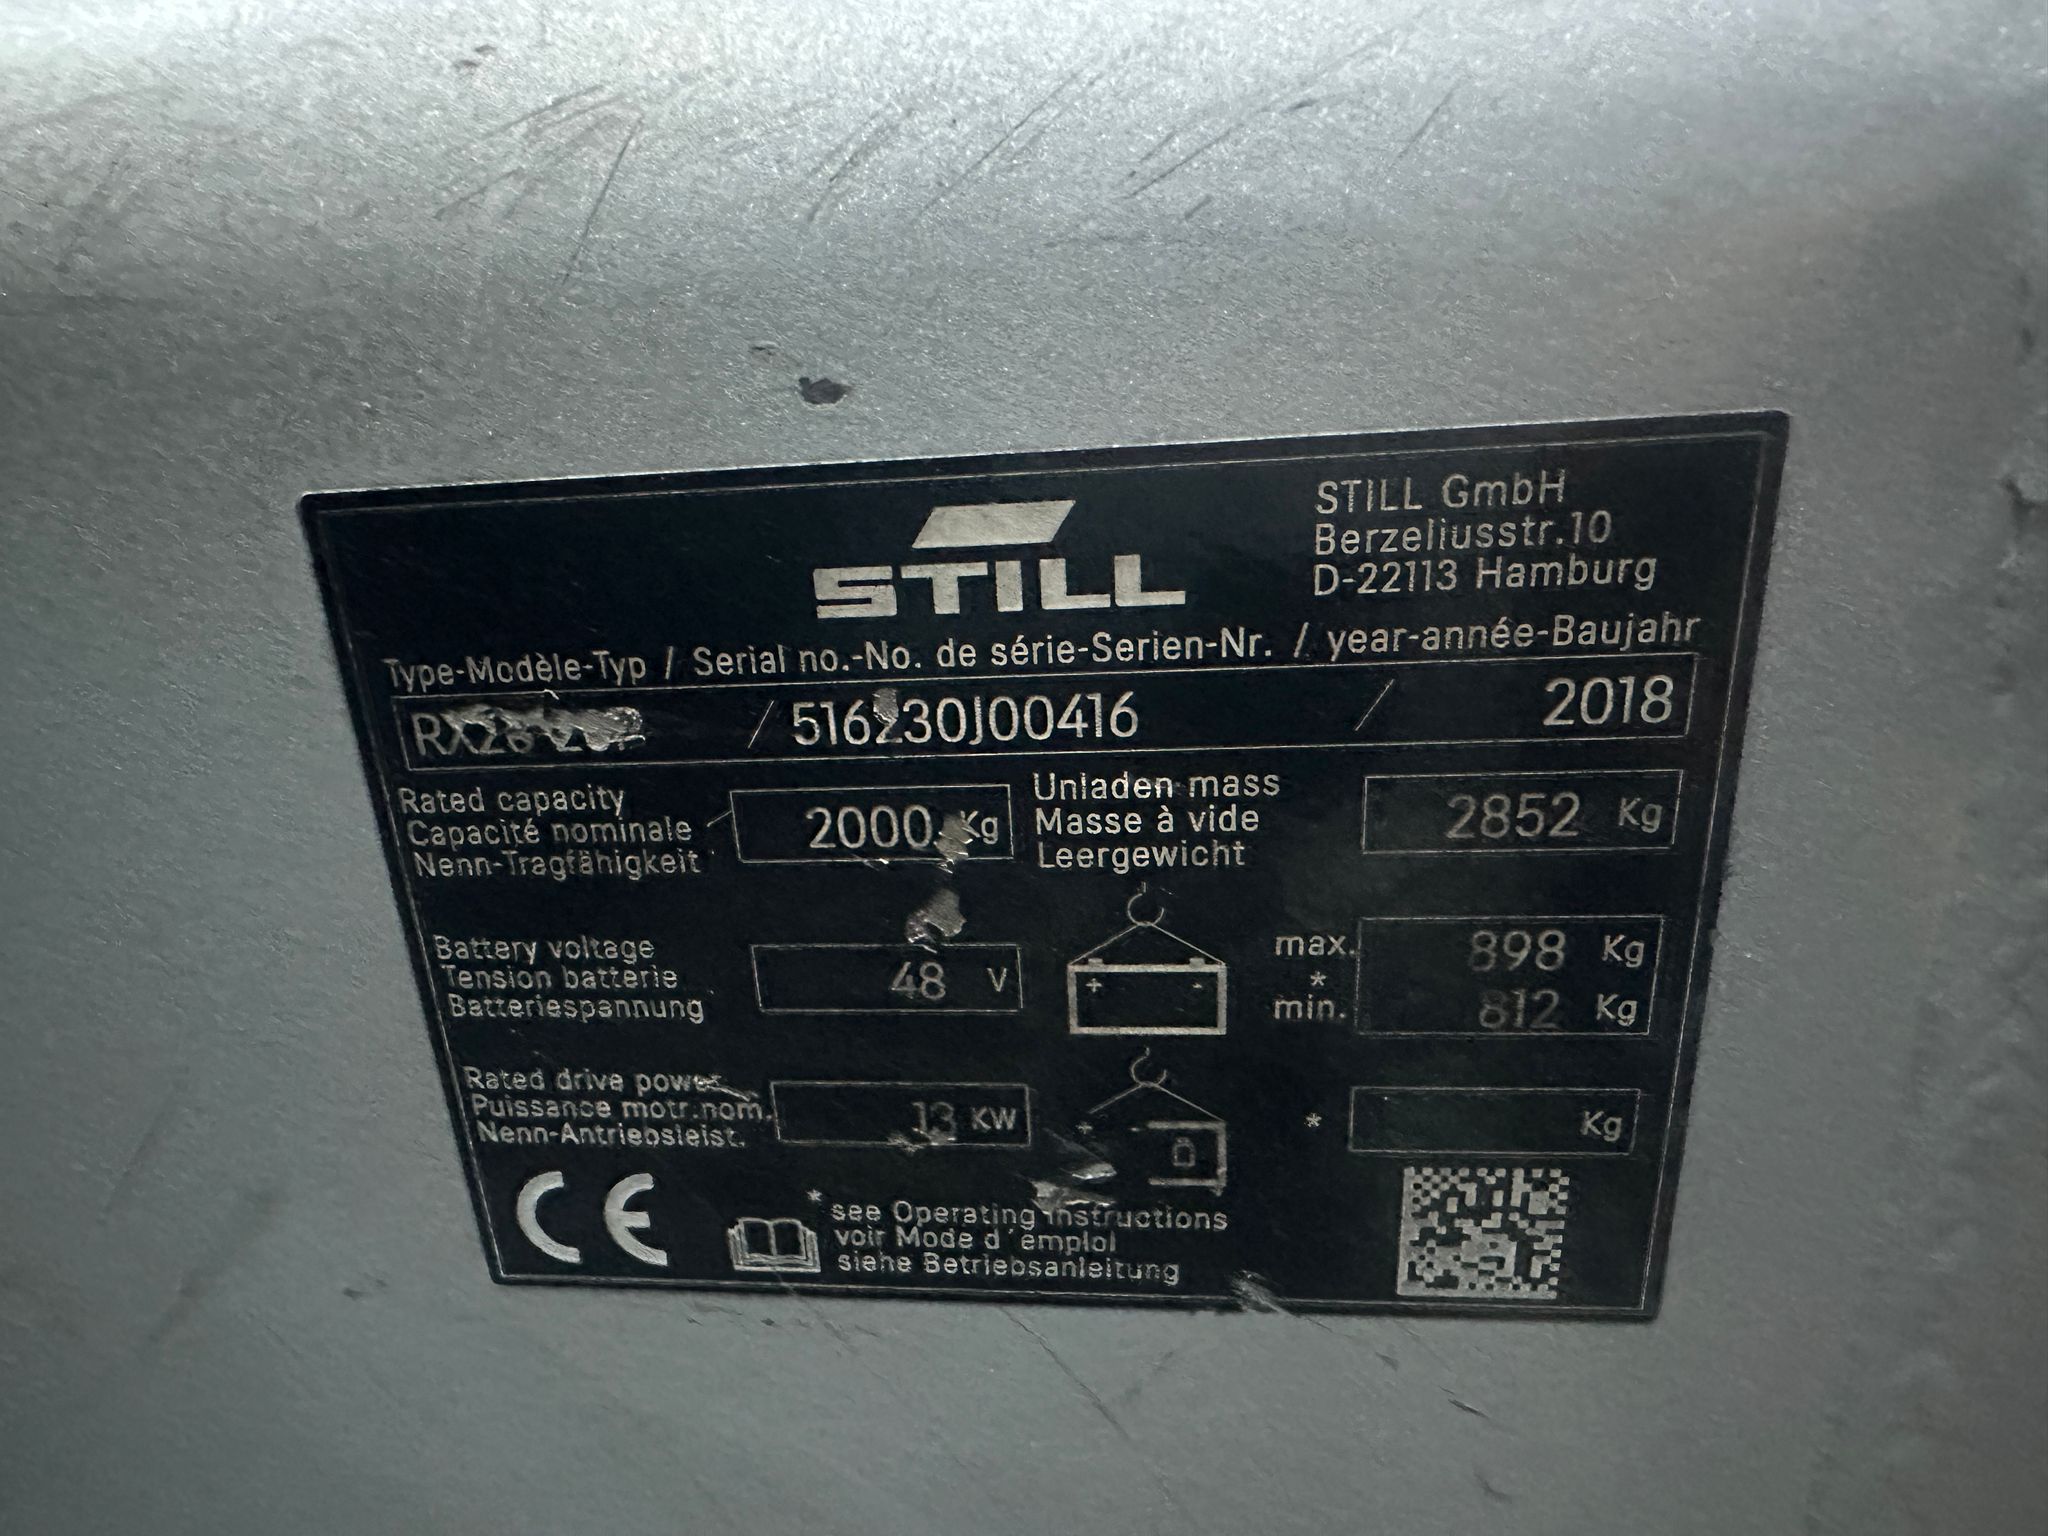 STILL
STILL GmbH
Berzeliusstr.10
D-22113 Hamburg
Type-Modèle-Typ / Serial no.-No. de série-Serien-Nr. / year-année-Baujahr
/ 516230J00416 / 2018
Rated capacity
Capacité nominale
Nenn-Tragfähigkeit
2000 Kg
Unladen mass
Masse à vide
Leergewicht
2852 Kg
Battery voltage
Tension batterie
Batteriespannung
48 V
+ -
max. 898 Kg
*
min. 812 Kg
Rated drive power
Puissance motr.nom.
Nenn-Antriebsleist.
13 KW
+ -
* Kg
CE
* see Operating Instructions
voir Mode d'emploi
siehe Betriebsanleitung